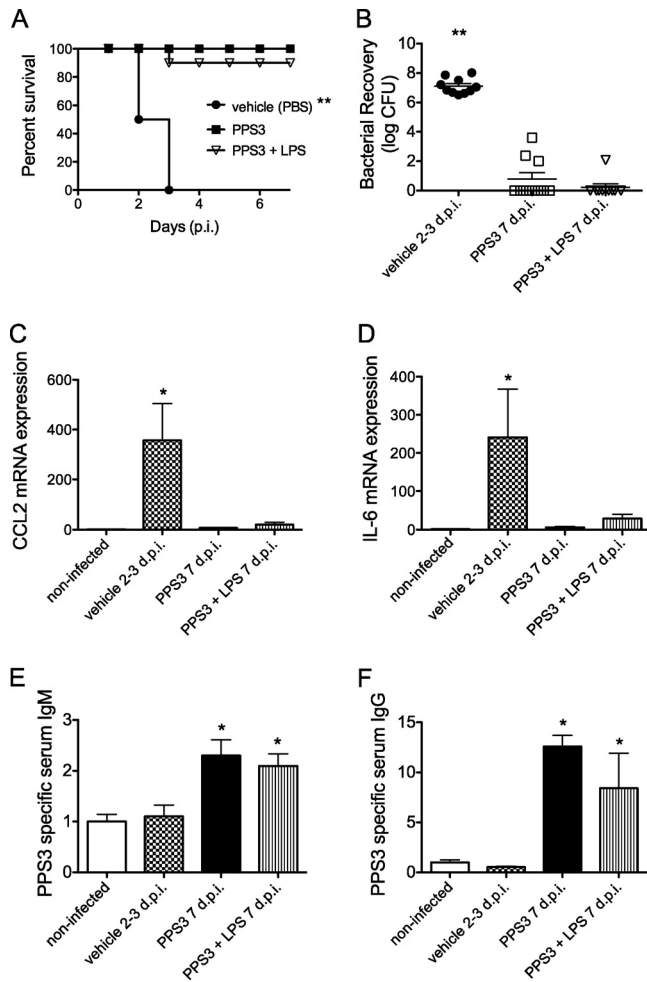 A
Percent survival
100
80
60
40
20
0
0
2
4
6
Days (p.i.)
vehicle (PBS) **
PPS3
PPS3 + LPS
B
Bacterial Recovery
(log CFU)
10
8
6
4
2
0
**
vehicle 2-3 d.p.i.
PPS3 7 d.p.i.
PPS3 + LPS 7 d.p.i.
C
CCL2 mRNA expression
600
400
200
0
*
non-infected
vehicle 2-3 d.p.i.
PPS3 7 d.p.i.
PPS3 + LPS 7 d.p.i.
D
IL-6 mRNA expression
400
300
200
100
0
*
non-infected
vehicle 2-3 d.p.i.
PPS3 7 d.p.i.
PPS3 + LPS 7 d.p.i.
E
PPS3 specific serum IgM
3
2
1
0
*
*
non-infected
vehicle 2-3 d.p.i.
PPS3 7 d.p.i.
PPS3 + LPS 7 d.p.i.
F
PPS3 specific serum IgG
15
10
5
0
*
*
non-infected
vehicle 2-3 d.p.i.
PPS3 7 d.p.i.
PPS3 + LPS 7 d.p.i.